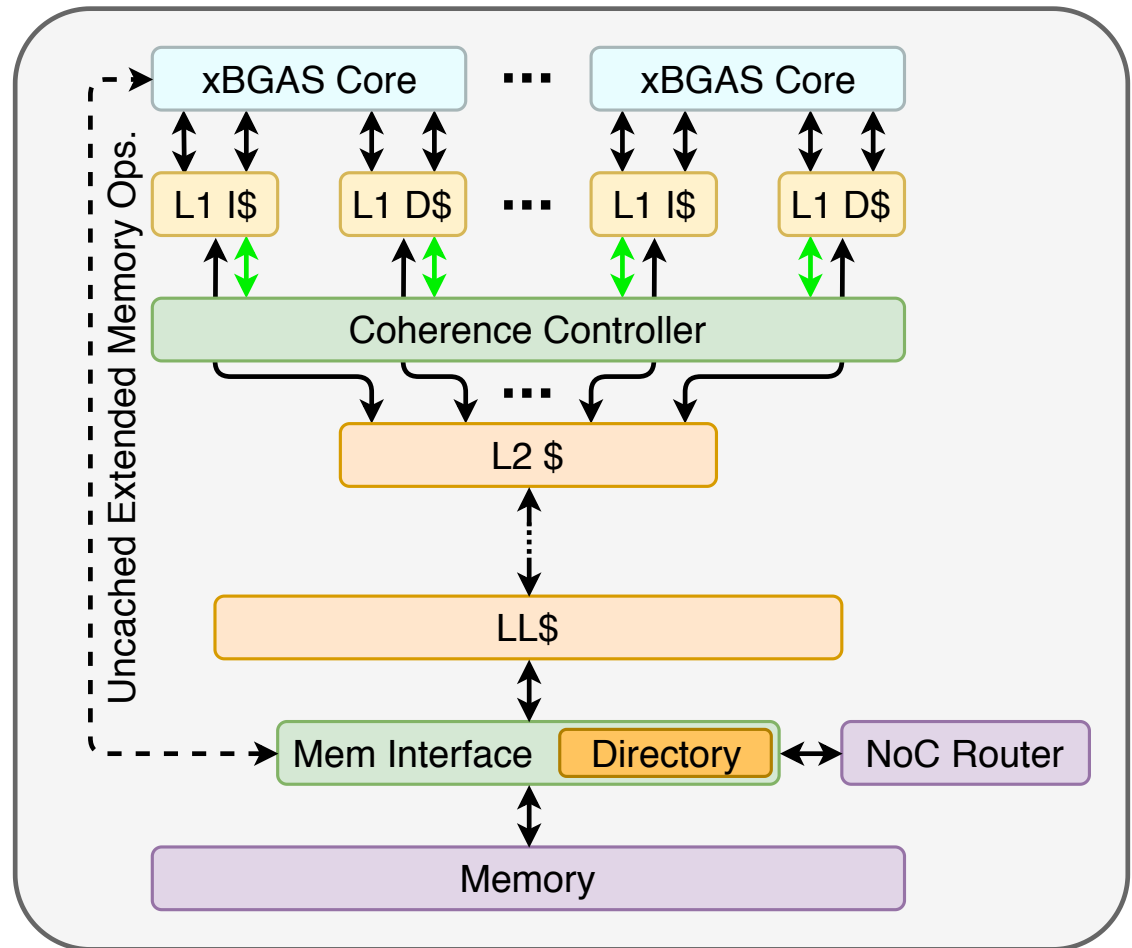 xBGAS Core
...
xBGAS Core
L1 I$
L1 D$
...
L1 I$
L1 D$
Uncached Extended Memory Ops.
Coherence Controller
...
L2 $
LL$
Mem Interface
Directory
NoC Router
Memory